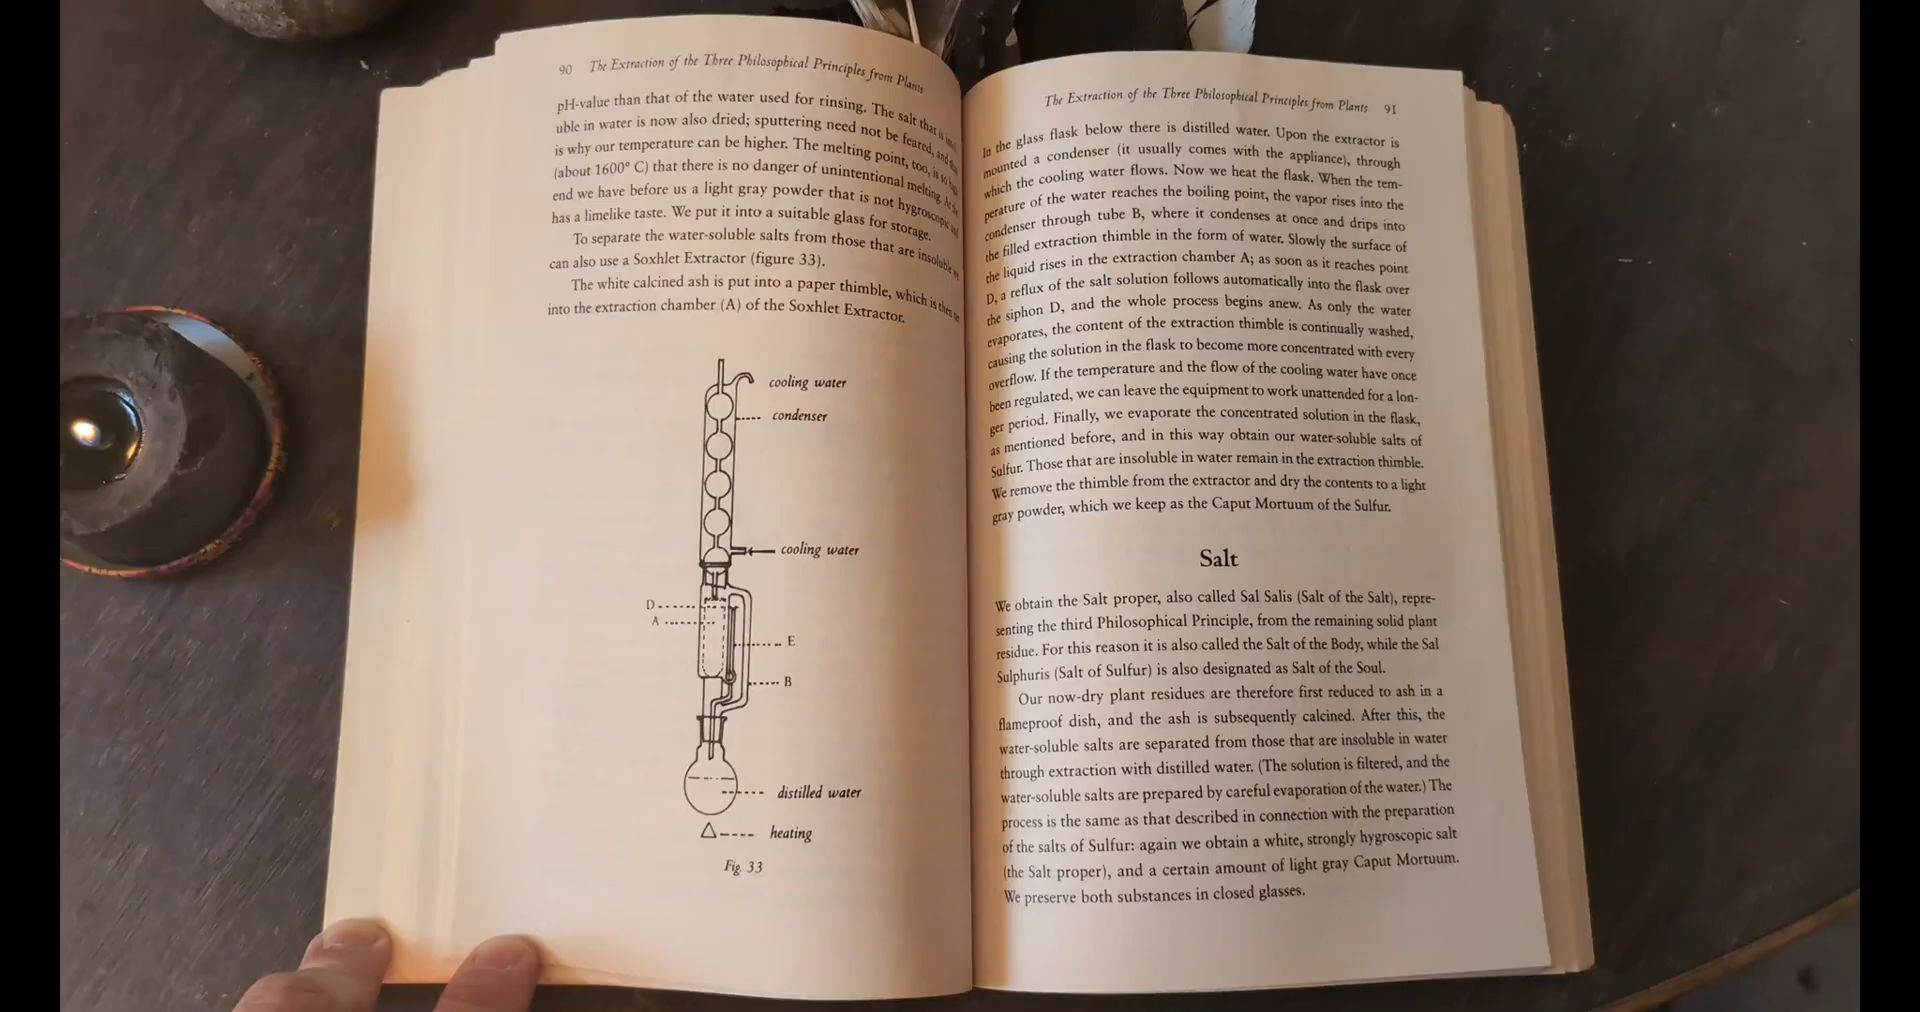 90 The Extraction of the Three Philosophical Principles from Plants
pH-value than that of the water used for rinsing. The salt that is
uble in water is now also dried; sputtering need not be feared, and
is why our temperature can be higher. The melting point, too, is so
(about 1600° C) that there is no danger of unintentional melting. At the
end we have before us a light gray powder that is not hygroscopic and
has a limelike taste. We put it into a suitable glass for storage.
To separate the water-soluble salts from those that are insoluble we
can also use a Soxhlet Extractor (figure 33).
The white calcined ash is put into a paper thimble, which is then
into the extraction chamber (A) of the Soxhlet Extractor.
cooling water
condenser
cooling water
D
A
E
B
distilled water
heating
Fig 33
The Extraction of the Three Philosophical Principles from Plants 91
In the glass flask below there is distilled water. Upon the extractor is
mounted a condenser (it usually comes with the appliance), through
which the cooling water flows. Now we heat the flask. When the tem-
perature of the water reaches the boiling point, the vapor rises into the
condenser through tube B, where it condenses at once and drips into
the filled extraction thimble in the form of water. Slowly the surface of
the liquid rises in the extraction chamber A; as soon as it reaches point
D, a reflux of the salt solution follows automatically into the flask over
the siphon D, and the whole process begins anew. As only the water
evaporates, the content of the extraction thimble is continually washed,
causing the solution in the flask to become more concentrated with every
overflow. If the temperature and the flow of the cooling water have once
been regulated, we can leave the equipment to work unattended for a lon-
ger period. Finally, we evaporate the concentrated solution in the flask,
as mentioned before, and in this way obtain our water-soluble salts of
Sulfur. Those that are insoluble in water remain in the extraction thimble.
We remove the thimble from the extractor and dry the contents to a light
gray powder, which we keep as the Caput Mortuum of the Sulfur.
Salt
We obtain the Salt proper, also called Sal Salis (Salt of the Salt), repre-
senting the third Philosophical Principle, from the remaining solid plant
residue. For this reason it is also called the Salt of the Body, while the Sal
Sulphuris (Salt of Sulfur) is also designated as Salt of the Soul.
Our now-dry plant residues are therefore first reduced to ash in a
flameproof dish, and the ash is subsequently calcined. After this, the
water-soluble salts are separated from those that are insoluble in water
through extraction with distilled water. (The solution is filtered, and the
water-soluble salts are prepared by careful evaporation of the water.) The
process is the same as that described in connection with the preparation
of the salts of Sulfur: again we obtain a white, strongly hygroscopic salt
(the Salt proper), and a certain amount of light gray Caput Mortuum.
We preserve both substances in closed glasses.